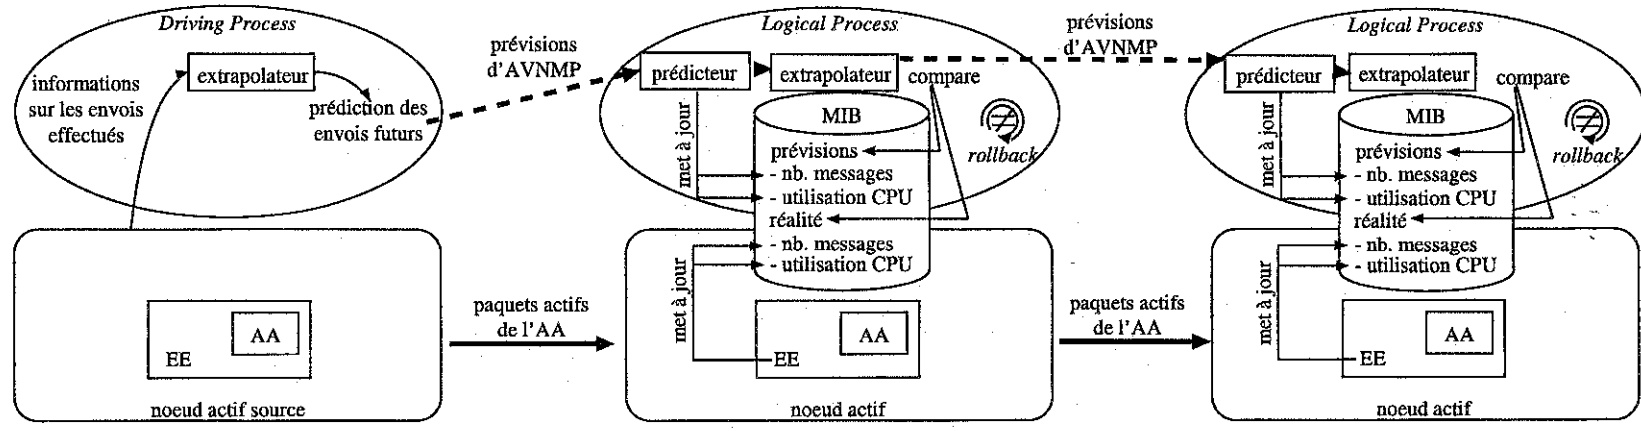 Driving Process
extrapolateur
informations
sur les envois
effectués
prédiction des
envois futurs
EE
AA
noeud actif source
prévisions
d'AVNMP
paquets actifs
de l'AA
Logical Process
prédicteur
extrapolateur
compare
MIB
met à jour
prévisions
- nb. messages
- utilisation CPU
réalité
- nb. messages
- utilisation CPU
rollback
met à jour
EE
AA
noeud actif
prévisions
d'AVNMP
paquets actifs
de l'AA
Logical Process
prédicteur
extrapolateur
compare
MIB
met à jour
prévisions
- nb. messages
- utilisation CPU
réalité
- nb. messages
- utilisation CPU
rollback
met à jour
EE
AA
noeud actif